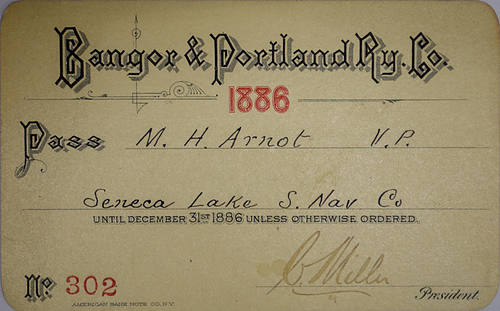 Bangor & Portland Ry. Co.
1886
Pass M. H. Arnot V.P.
Seneca Lake S. Nav Co
UNTIL DECEMBER 31ST 1886 UNLESS OTHERWISE ORDERED.
C. Miller
President.
No. 302
AMERICAN BANK NOTE CO. N.Y.